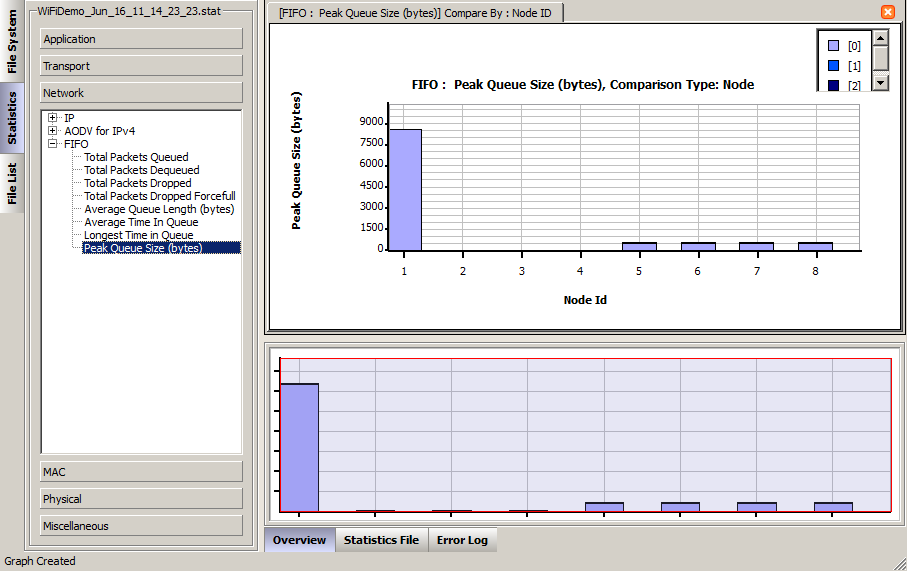 File System
Statistics
File List
WiFiDemo_Jun_16_11_14_23_23.stat
Application
Transport
Network
IP
AODV for IPv4
FIFO
Total Packets Queued
Total Packets Dequeued
Total Packets Dropped
Total Packets Dropped Forcefull
Average Queue Length (bytes)
Average Time In Queue
Longest Time in Queue
Peak Queue Size (bytes)
MAC
Physical
Miscellaneous
[FIFO : Peak Queue Size (bytes)] Compare By : Node ID
[0]
[1]
[2]
FIFO : Peak Queue Size (bytes), Comparison Type: Node
Peak Queue Size (bytes)
9000
7500
6000
4500
3000
1500
0
1 2 3 4 5 6 7 8
Node Id
Overview Statistics File Error Log
Graph Created